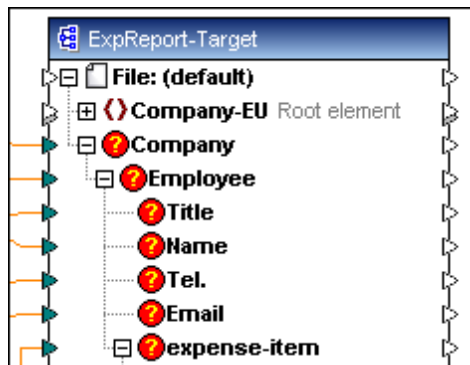 ExpReport-Target
File: (default)
Company-EU Root element
Company
Employee
Title
Name
Tel.
Email
expense-item